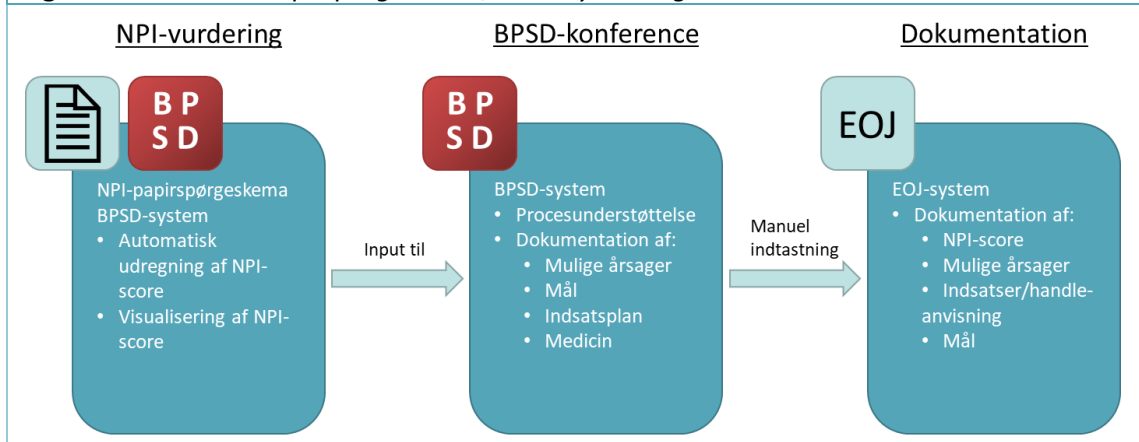 NPI-vurdering
BPSD-konference
Dokumentation
B P
S D
NPI-papirspørgeskema
BPSD-system
• Automatisk
udregning af NPI-
score
• Visualisering af NPI-
score
Input til
B P
S D
BPSD-system
• Procesunderstøttelse
• Dokumentation af:
• Mulige årsager
• Mål
• Indsatsplan
• Medicin
Manuel
indtastning
EOJ
EOJ-system
• Dokumentation af:
• NPI-score
• Mulige årsager
• Indsatser/handle-
anvisning
• Mål